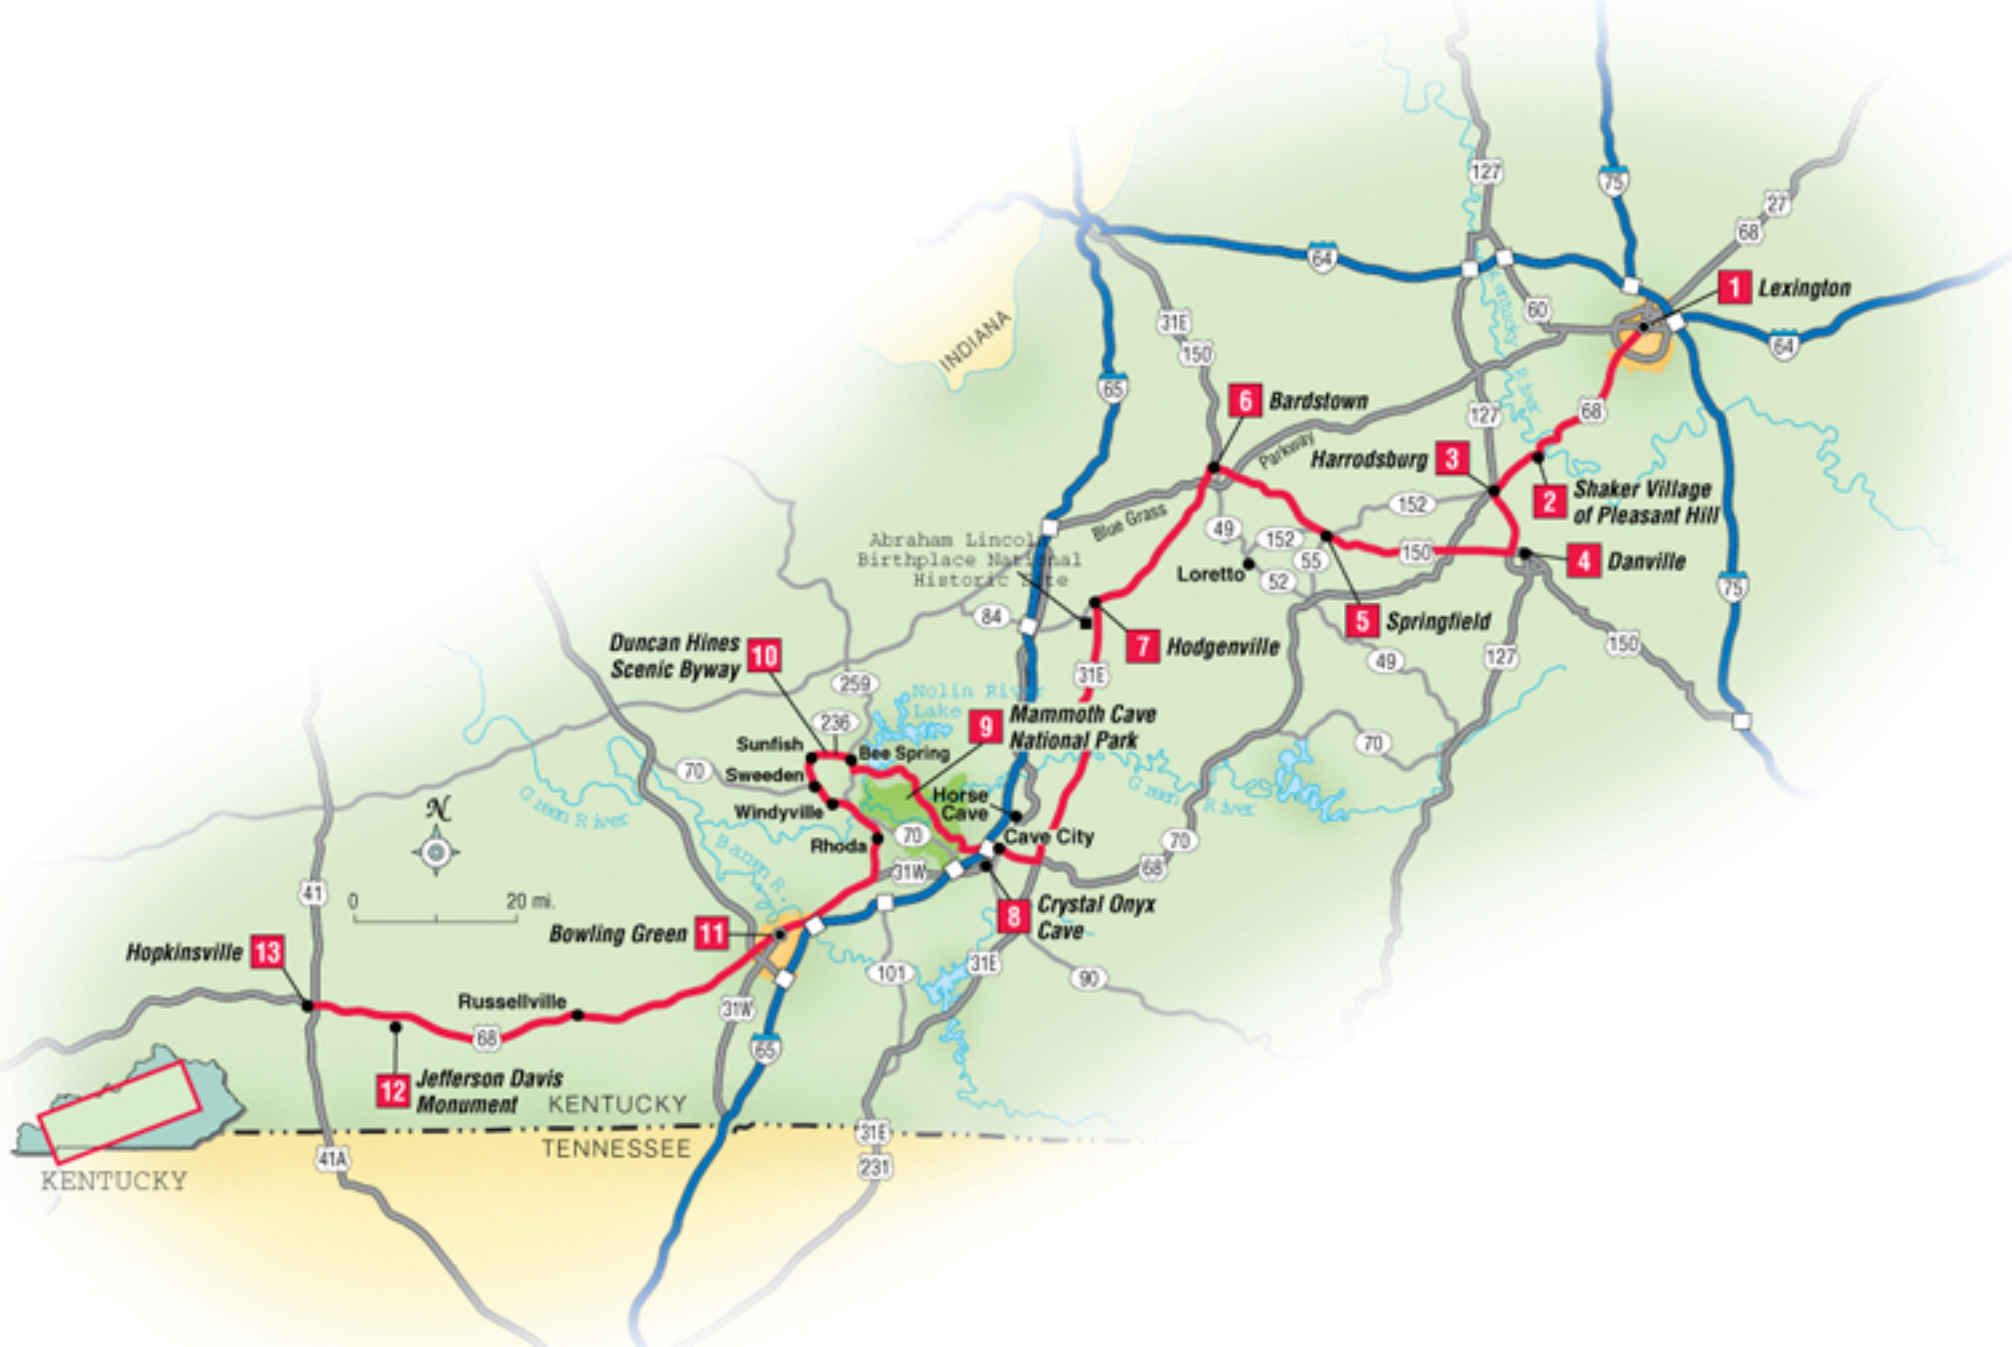 127
75
27
68
64
1 Lexington
60
64
INDIANA
31E
150
65
Kentucky River
6 Bardstown
127
68
Parkway
Harrodsburg 3
2 Shaker Village
of Pleasant Hill
152
Blue Grass
49
152
55
150
Abraham Lincoln
Birthplace National
Historic Site
Loretto
52
4 Danville
75
84
5 Springfield
Duncan Hines
Scenic Byway
10
7 Hodgenville
150
49
127
259
31E
Nolin River
Lake
236
9 Mammoth Cave
National Park
Sunfish
Bee Spring
70
70
Sweeden
Green River
Green River
Horse
Cave
Windyville
N
Cave City
70
70
Rhoda
Barren R.
31W
68
41
0 20 mi.
8 Crystal Onyx
Cave
Bowling Green 11
Hopkinsville 13
31E
101
90
Russellville
31W
68
65
12 Jefferson Davis
Monument
KENTUCKY
TENNESSEE
31E
231
41A
KENTUCKY